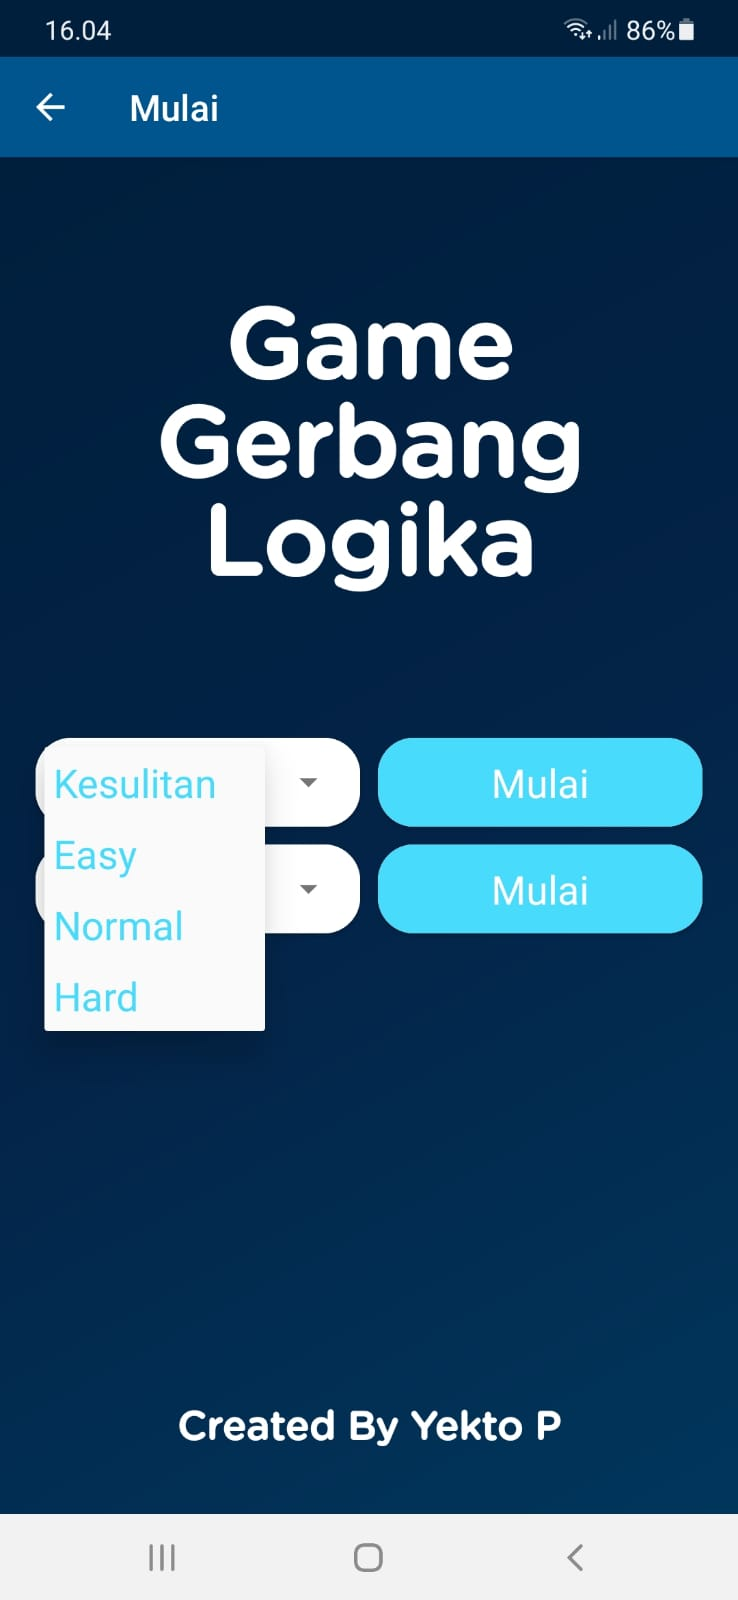 16.04
86%
Mulai
Game
Gerbang
Logika
Kesulitan
Mulai
Easy
Mulai
Normal
Hard
Created By Yekto P